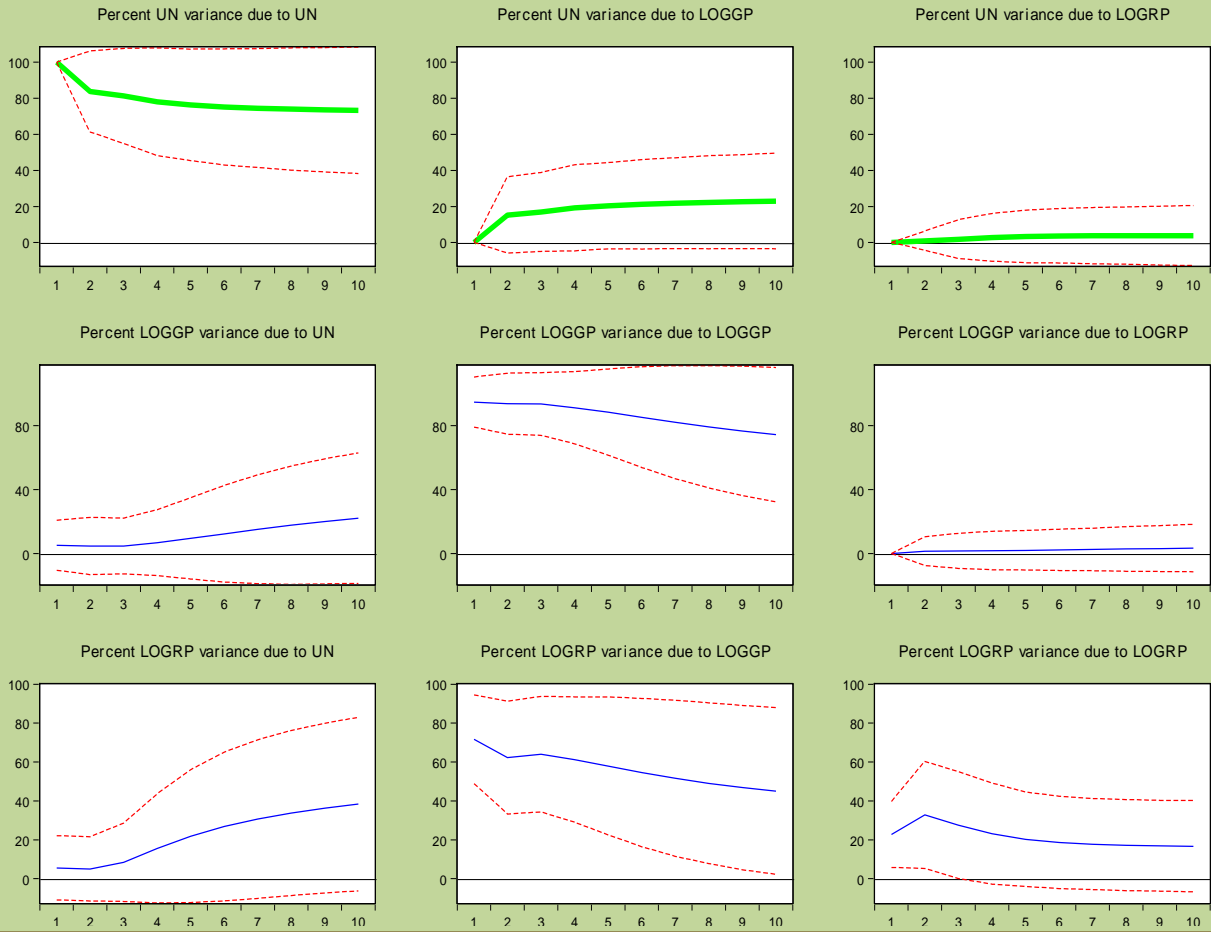 Percent UN variance due to UN
Percent UN variance due to LOGGP
Percent UN variance due to LOGRP
100
80
60
40
20
0
1 2 3 4 5 6 7 8 9 10
100
80
60
40
20
0
1 2 3 4 5 6 7 8 9 10
100
80
60
40
20
0
1 2 3 4 5 6 7 8 9 10
Percent LOGGP variance due to UN
Percent LOGGP variance due to LOGGP
Percent LOGGP variance due to LOGRP
80
40
0
1 2 3 4 5 6 7 8 9 10
80
40
0
1 2 3 4 5 6 7 8 9 10
80
40
0
1 2 3 4 5 6 7 8 9 10
Percent LOGRP variance due to UN
Percent LOGRP variance due to LOGGP
Percent LOGRP variance due to LOGRP
100
80
60
40
20
0
1 2 3 4 5 6 7 8 9 10
100
80
60
40
20
0
1 2 3 4 5 6 7 8 9 10
100
80
60
40
20
0
1 2 3 4 5 6 7 8 9 10